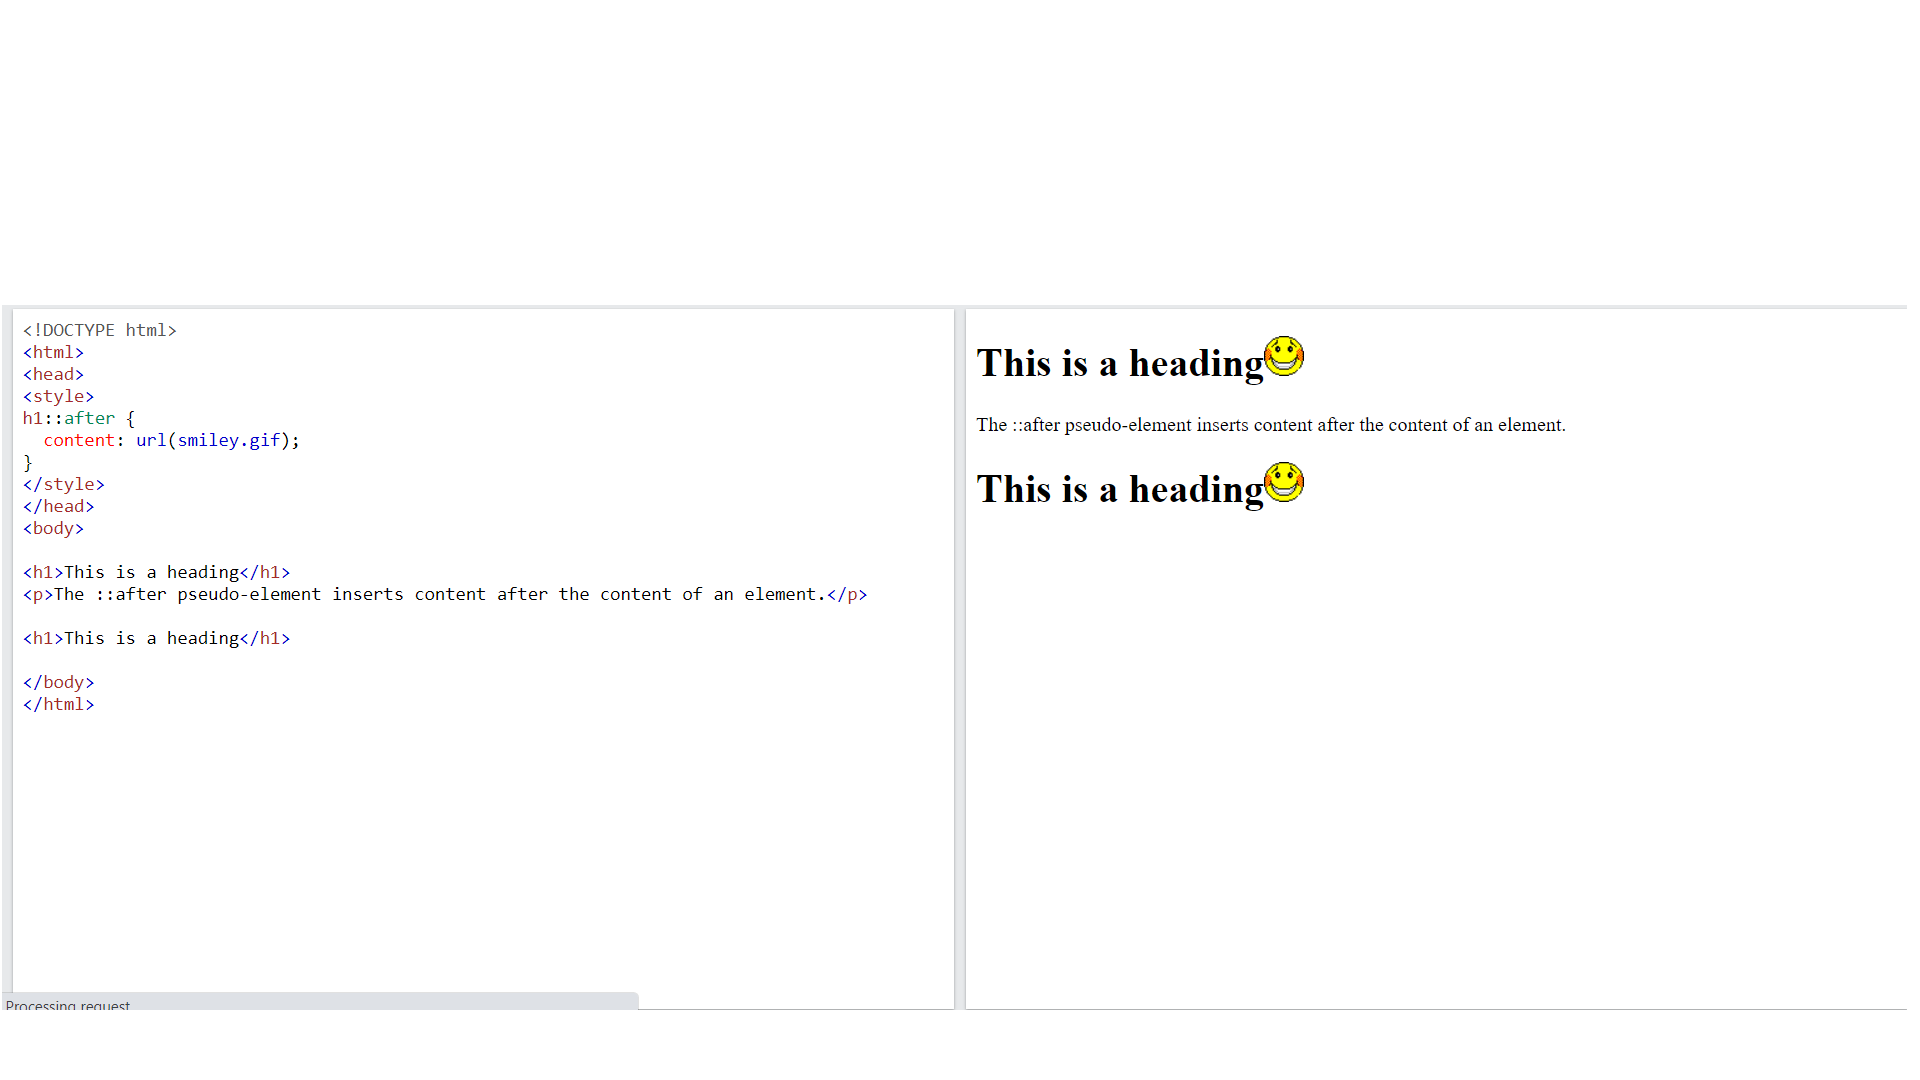 <!DOCTYPE html>
<html>
<head>
<style>
h1::after {
  content: url(smiley.gif);
}
</style>
</head>
<body>
<h1>This is a heading</h1>
<p>The ::after pseudo-element inserts content after the content of an element.</p>
<h1>This is a heading</h1>
</body>
</html>
Processing request
This is a heading
The ::after pseudo-element inserts content after the content of an element.
This is a heading